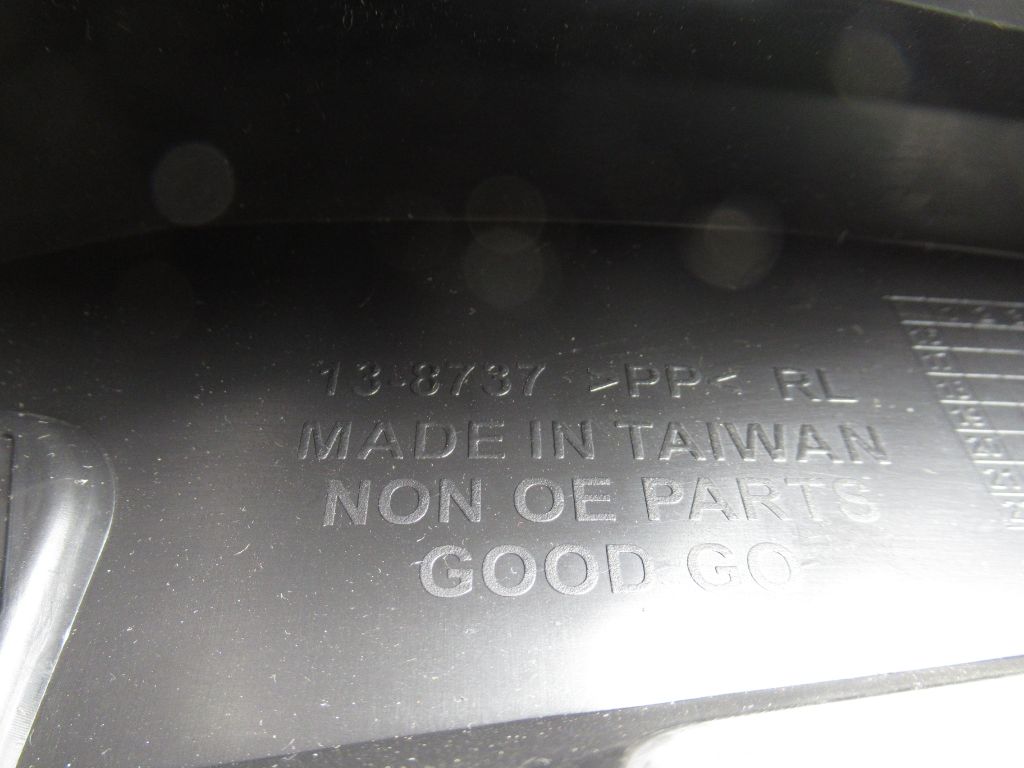 13-8737 >PP< RL
MADE IN TAIWAN
NON OE PARTS
GOOD GO